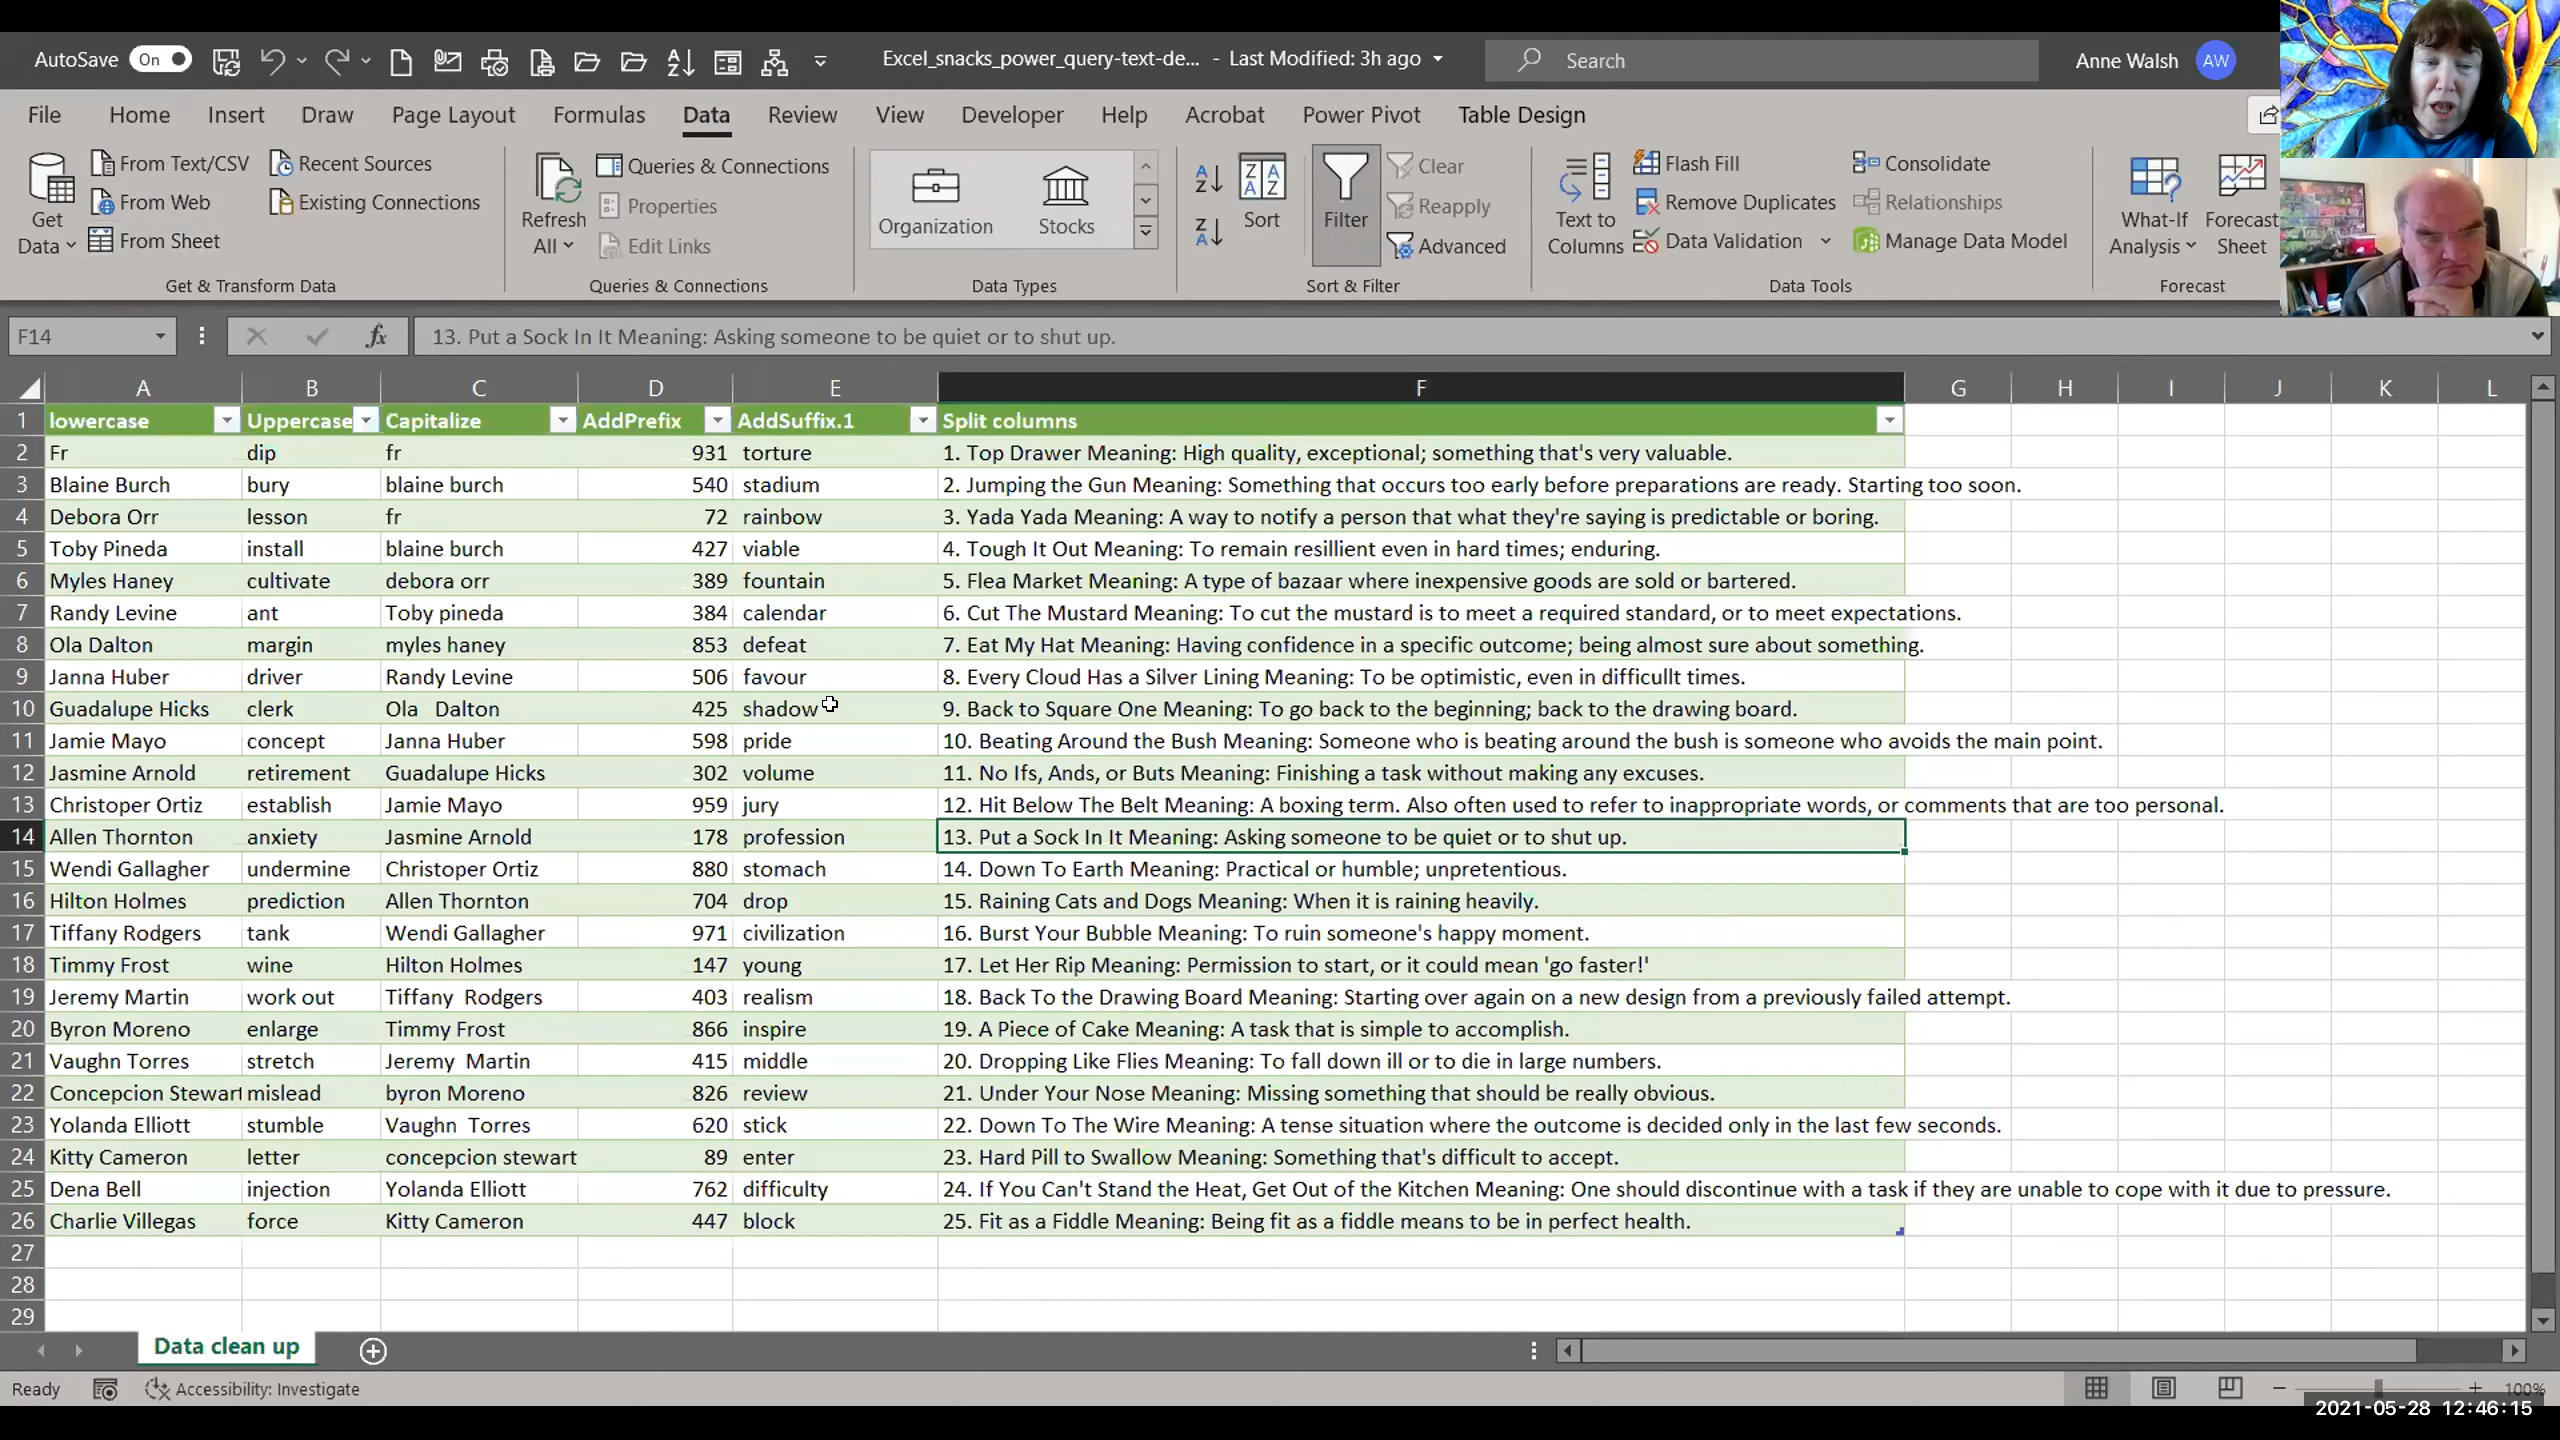 AutoSave On Excel_snacks_power_query-text-de... - Last Modified: 3h ago Search Anne Walsh AW
File Home Insert Draw Page Layout Formulas Data Review View Developer Help Acrobat Power Pivot Table Design
Get Data From Text/CSV From Web From Sheet Recent Sources Existing Connections
Refresh All Queries & Connections Properties Edit Links
Organization Stocks
Sort Filter Clear Reapply Advanced
Text to Columns Flash Fill Remove Duplicates Data Validation Consolidate Relationships Manage Data Model
What-If Analysis Forecast Sheet
Get & Transform Data Queries & Connections Data Types Sort & Filter Data Tools Forecast
F14 fx 13. Put a Sock In It Meaning: Asking someone to be quiet or to shut up.
A B C D E F G H I J K L
1 lowercase Uppercase Capitalize AddPrefix AddSuffix.1 Split columns
2 Fr dip fr 931 torture 1. Top Drawer Meaning: High quality, exceptional; something that's very valuable.
3 Blaine Burch bury blaine burch 540 stadium 2. Jumping the Gun Meaning: Something that occurs too early before preparations are ready. Starting too soon.
4 Debora Orr lesson fr 72 rainbow 3. Yada Yada Meaning: A way to notify a person that what they're saying is predictable or boring.
5 Toby Pineda install blaine burch 427 viable 4. Tough It Out Meaning: To remain resillient even in hard times; enduring.
6 Myles Haney cultivate debora orr 389 fountain 5. Flea Market Meaning: A type of bazaar where inexpensive goods are sold or bartered.
7 Randy Levine ant Toby pineda 384 calendar 6. Cut The Mustard Meaning: To cut the mustard is to meet a required standard, or to meet expectations.
8 Ola Dalton margin myles haney 853 defeat 7. Eat My Hat Meaning: Having confidence in a specific outcome; being almost sure about something.
9 Janna Huber driver Randy Levine 506 favour 8. Every Cloud Has a Silver Lining Meaning: To be optimistic, even in difficullt times.
10 Guadalupe Hicks clerk Ola   Dalton 425 shadow 9. Back to Square One Meaning: To go back to the beginning; back to the drawing board.
11 Jamie Mayo concept Janna Huber 598 pride 10. Beating Around the Bush Meaning: Someone who is beating around the bush is someone who avoids the main point.
12 Jasmine Arnold retirement Guadalupe Hicks 302 volume 11. No Ifs, Ands, or Buts Meaning: Finishing a task without making any excuses.
13 Christoper Ortiz establish Jamie Mayo 959 jury 12. Hit Below The Belt Meaning: A boxing term. Also often used to refer to inappropriate words, or comments that are too personal.
14 Allen Thornton anxiety Jasmine Arnold 178 profession 13. Put a Sock In It Meaning: Asking someone to be quiet or to shut up.
15 Wendi Gallagher undermine Christoper Ortiz 880 stomach 14. Down To Earth Meaning: Practical or humble; unpretentious.
16 Hilton Holmes prediction Allen Thornton 704 drop 15. Raining Cats and Dogs Meaning: When it is raining heavily.
17 Tiffany Rodgers tank Wendi Gallagher 971 civilization 16. Burst Your Bubble Meaning: To ruin someone's happy moment.
18 Timmy Frost wine Hilton Holmes 147 young 17. Let Her Rip Meaning: Permission to start, or it could mean 'go faster!'
19 Jeremy Martin work out Tiffany  Rodgers 403 realism 18. Back To the Drawing Board Meaning: Starting over again on a new design from a previously failed attempt.
20 Byron Moreno enlarge Timmy Frost 866 inspire 19. A Piece of Cake Meaning: A task that is simple to accomplish.
21 Vaughn Torres stretch Jeremy  Martin 415 middle 20. Dropping Like Flies Meaning: To fall down ill or to die in large numbers.
22 Concepcion Stewart mislead byron Moreno 826 review 21. Under Your Nose Meaning: Missing something that should be really obvious.
23 Yolanda Elliott stumble Vaughn  Torres 620 stick 22. Down To The Wire Meaning: A tense situation where the outcome is decided only in the last few seconds.
24 Kitty Cameron letter concepcion stewart 89 enter 23. Hard Pill to Swallow Meaning: Something that's difficult to accept.
25 Dena Bell injection Yolanda Elliott 762 difficulty 24. If You Can't Stand the Heat, Get Out of the Kitchen Meaning: One should discontinue with a task if they are unable to cope with it due to pressure.
26 Charlie Villegas force Kitty Cameron 447 block 25. Fit as a Fiddle Meaning: Being fit as a fiddle means to be in perfect health.
27
28
29
Data clean up
Ready Accessibility: Investigate 100%
2021-05-28 12:46:15